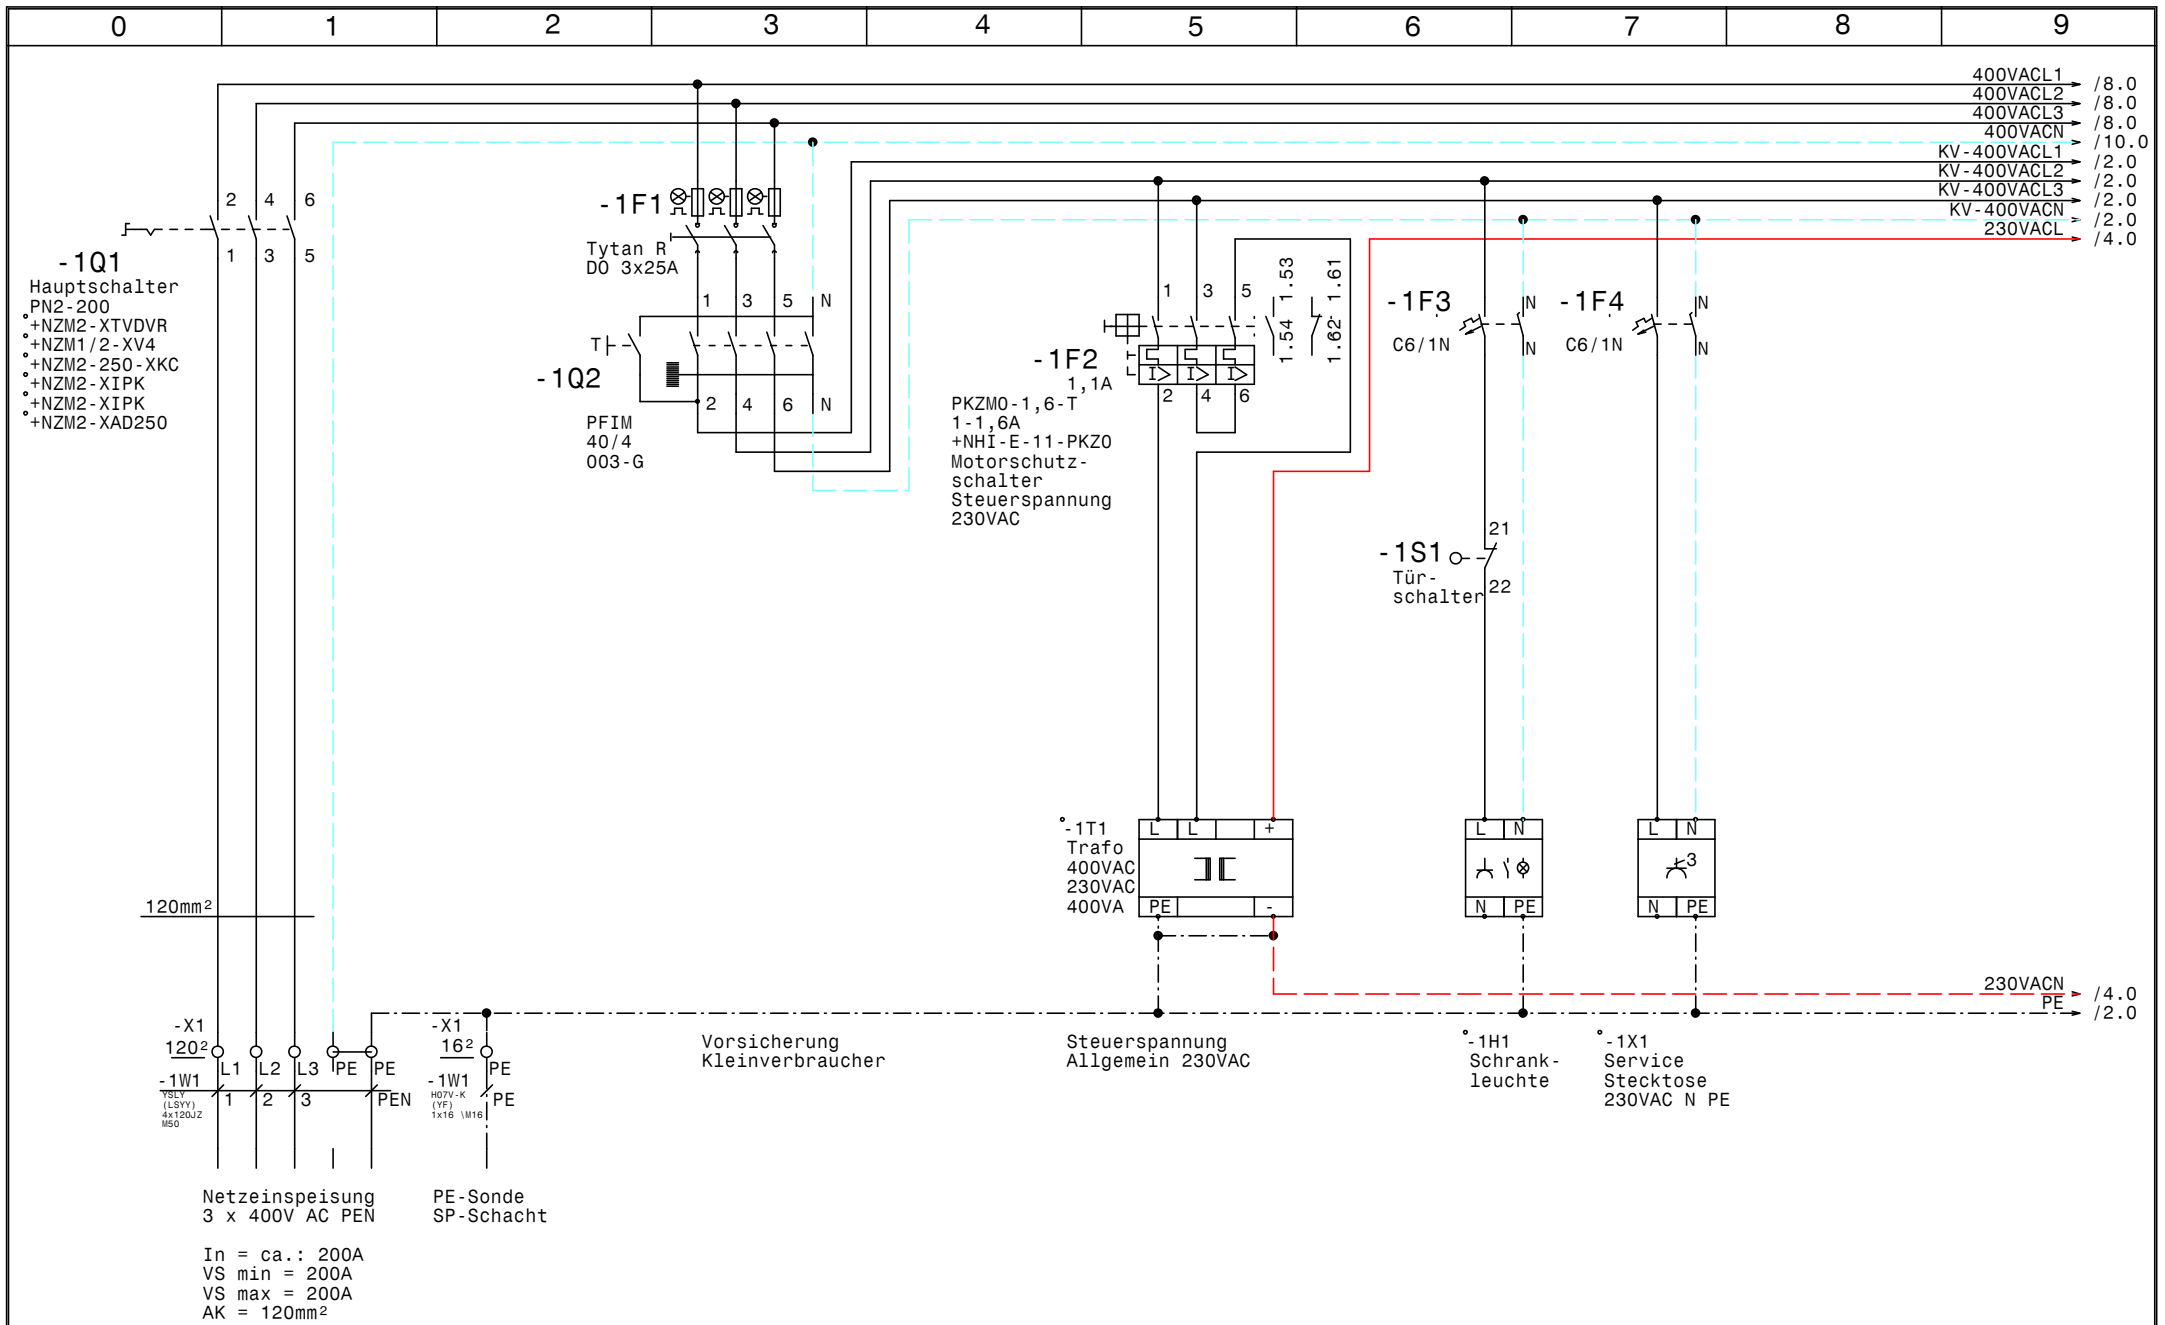 0 1 2 3 4 5 6 7 8 9
400VACL1 /8.0
400VACL2 /8.0
400VACL3 /8.0
400VACN /10.0
KV-400VACL1 /2.0
KV-400VACL2 /2.0
KV-400VACL3 /2.0
KV-400VACN /2.0
230VACL /4.0
2 4 6
1 3 5
-1Q1
Hauptschalter
PN2-200
+NZM2-XTVDVR
+NZM1/2-XV4
+NZM2-250-XKC
+NZM2-XIPK
+NZM2-XIPK
+NZM2-XAD250
-1F1
Tytan R
DO 3x25A
1 3 5 N
T
-1Q2
2 4 6 N
PFIM
40/4
003-G
1 3 5
1.53
1.54
1.61
1.62
-1F2
1,1A
I> I> I>
2 4 6
PKZM0-1,6-T
1-1,6A
+NHI-E-11-PKZ0
Motorschutz-
schalter
Steuerspannung
230VAC
-1F3
C6/1N
N
N
-1F4
C6/1N
N
N
21
-1S1
Tür-
schalter
22
-1T1
Trafo
400VAC
230VAC
400VA
L L +
PE -
L N
N PE
L N
3
N PE
120mm²
230VACN /4.0
PE /2.0
-X1
120²
L1 L2 L3 PE PE
-1W1
YSLY
(LSYY)
4x120JZ
M50
1 2 3 PEN
-X1
16²
PE
-1W1
H07V-K
(YF)
1x16 \M16
PE
Vorsicherung
Kleinverbraucher
Steuerspannung
Allgemein 230VAC
-1H1
Schrank-
leuchte
-1X1
Service
Stecktose
230VAC N PE
Netzeinspeisung
3 x 400V AC PEN
PE-Sonde
SP-Schacht
In = ca.: 200A
VS min = 200A
VS max = 200A
AK = 120mm²